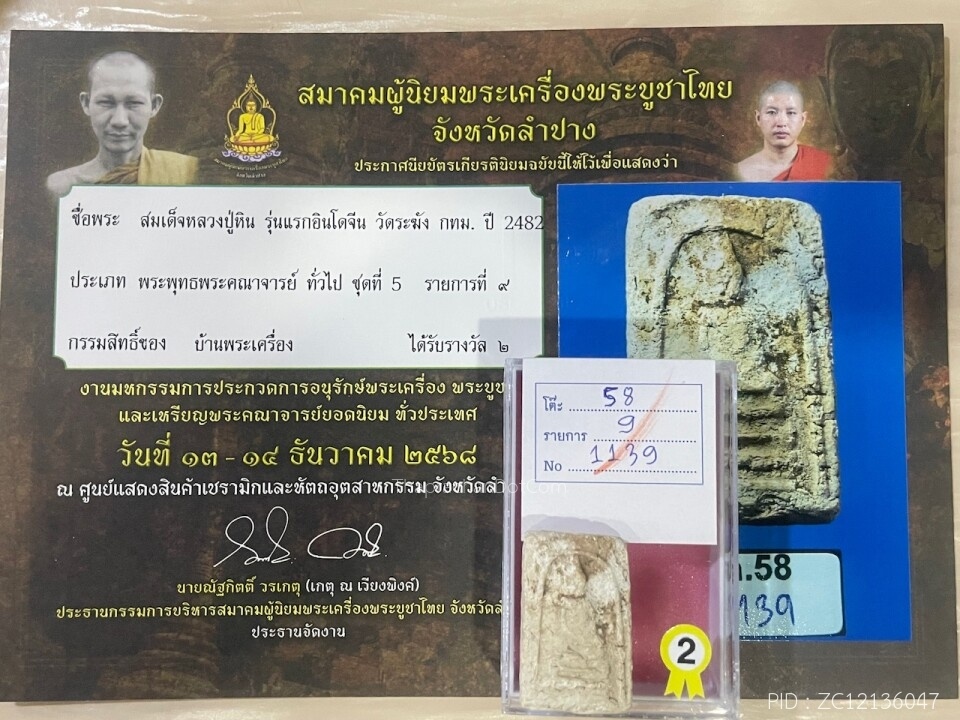 สมาคมผู้นิยมพระเครื่องพระบูชาไทย
จังหวัดลำปาง
ประกาศนียบัตรเกียรตินิยมฉบับนี้ให้ไว้เพื่อแสดงว่า
ชื่อพระ สมเด็จหลวงปู่หิน รุ่นแรกอินโดจีน วัดระฆัง กทม. ปี 2482
ประเภท พระพุทธพระคณาจารย์ ทั่วไป ชุดที่ 5 รายการที่ ๙
กรรมสิทธิ์ของ บ้านพระเครื่อง ได้รับรางวัล ๒
งานมหกรรมการประกวดการอนุรักษ์พระเครื่อง พระบูช
และเหรียญพระคณาจารย์ยอดนิยม ทั่วประเทศ
วันที่ ๑๓ - ๑๔ ธันวาคม ๒๕๖๘
ณ ศูนย์แสดงสินค้าเซรามิกและหัตถอุตสาหกรรม จังหวัดลำ
นายณัฐกิตติ์ วรเกตุ (เกตุ ณ เวียงพิงค์)
ประธานกรรมการบริหารสมาคมผู้นิยมพระเครื่องพระบูชาไทย จังหวัดลำ
ประธานจัดงาน
โต๊ะ 58
รายการ 9
No 1139
.58
139
2
PID : ZC12136047